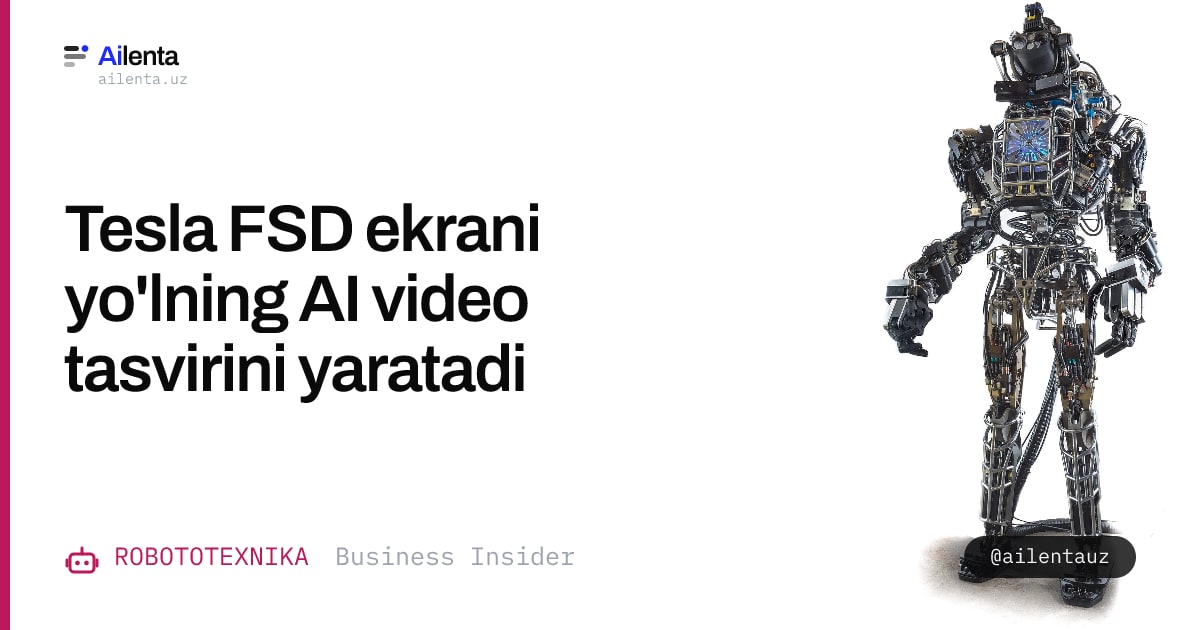 Ailenta
ailenta.uz
Tesla FSD ekrani
yo'lning AI video
tasvirini yaratadi
ROBOTOTEXNIKA Business Insider
@ailentauz